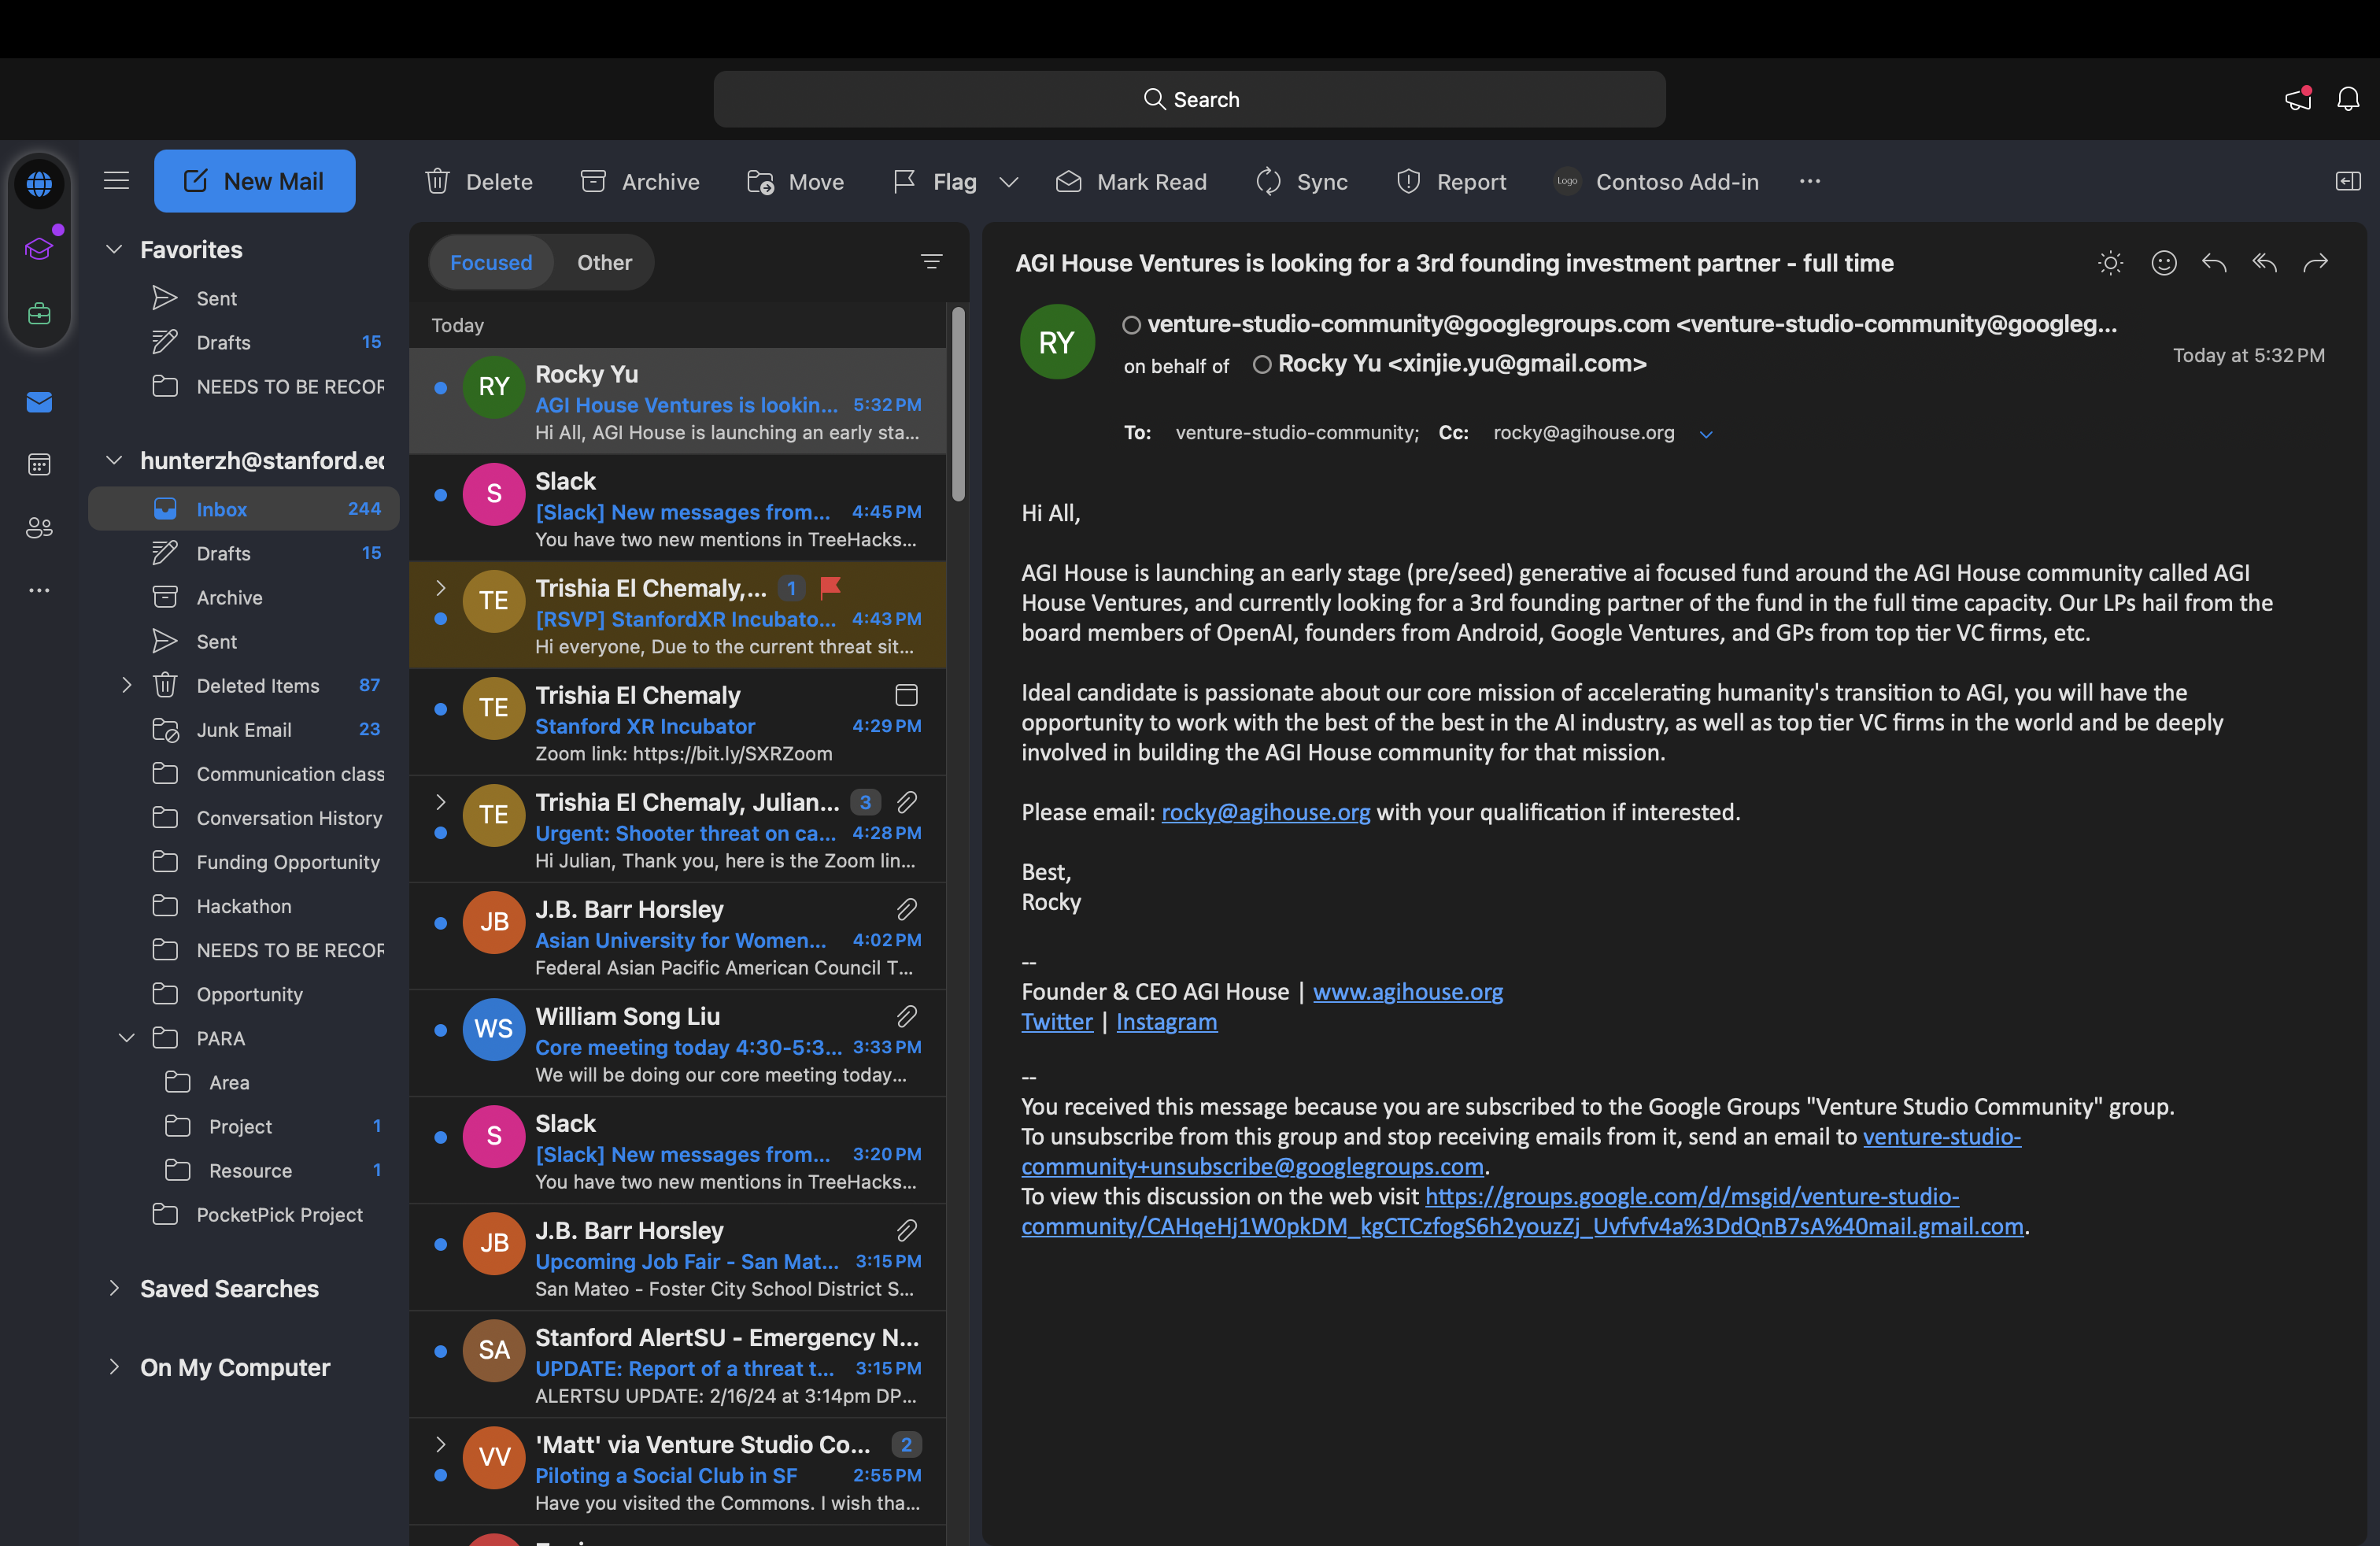 Search
New Mail
Delete
Archive
Move
Flag
Mark Read
Sync
Report
Logo
Contoso Add-in
Favorites
Sent
Drafts 15
NEEDS TO BE RECOR
hunterzh@stanford.ec
Inbox 244
Drafts 15
Archive
Sent
Deleted Items 87
Junk Email 23
Communication class
Conversation History
Funding Opportunity
Hackathon
NEEDS TO BE RECOR
Opportunity
PARA
Area
Project 1
Resource 1
PocketPick Project
Saved Searches
On My Computer
Focused Other
Today
RY
Rocky Yu
AGI House Ventures is lookin... 5:32 PM
Hi All, AGI House is launching an early sta...
S
Slack
[Slack] New messages from... 4:45 PM
You have two new mentions in TreeHacks...
TE
Trishia El Chemaly,... 1
[RSVP] StanfordXR Incubato... 4:43 PM
Hi everyone, Due to the current threat sit...
TE
Trishia El Chemaly
Stanford XR Incubator 4:29 PM
Zoom link: https://bit.ly/SXRZoom
TE
Trishia El Chemaly, Julian... 3
Urgent: Shooter threat on ca... 4:28 PM
Hi Julian, Thank you, here is the Zoom lin...
JB
J.B. Barr Horsley
Asian University for Women... 4:02 PM
Federal Asian Pacific American Council T...
WS
William Song Liu
Core meeting today 4:30-5:3... 3:33 PM
We will be doing our core meeting today...
S
Slack
[Slack] New messages from... 3:20 PM
You have two new mentions in TreeHacks...
JB
J.B. Barr Horsley
Upcoming Job Fair - San Mat... 3:15 PM
San Mateo - Foster City School District S...
SA
Stanford AlertSU - Emergency N...
UPDATE: Report of a threat t... 3:15 PM
ALERTSU UPDATE: 2/16/24 at 3:14pm DP...
VV
'Matt' via Venture Studio Co... 2
Piloting a Social Club in SF 2:55 PM
Have you visited the Commons. I wish tha...
AGI House Ventures is looking for a 3rd founding investment partner - full time
RY
venture-studio-community@googlegroups.com <venture-studio-community@googleg...
on behalf of Rocky Yu <xinjie.yu@gmail.com>
Today at 5:32 PM
To: venture-studio-community; Cc: rocky@agihouse.org
Hi All,
AGI House is launching an early stage (pre/seed) generative ai focused fund around the AGI House community called AGI
House Ventures, and currently looking for a 3rd founding partner of the fund in the full time capacity. Our LPs hail from the
board members of OpenAI, founders from Android, Google Ventures, and GPs from top tier VC firms, etc.
Ideal candidate is passionate about our core mission of accelerating humanity's transition to AGI, you will have the
opportunity to work with the best of the best in the AI industry, as well as top tier VC firms in the world and be deeply
involved in building the AGI House community for that mission.
Please email: rocky@agihouse.org with your qualification if interested.
Best,
Rocky
--
Founder & CEO AGI House | www.agihouse.org
Twitter | Instagram
--
You received this message because you are subscribed to the Google Groups "Venture Studio Community" group.
To unsubscribe from this group and stop receiving emails from it, send an email to venture-studio-
community+unsubscribe@googlegroups.com.
To view this discussion on the web visit https://groups.google.com/d/msgid/venture-studio-
community/CAHqeHj1W0pkDM_kgCTCzfogS6h2youzZj_Uvfvfv4a%3DdQnB7sA%40mail.gmail.com.